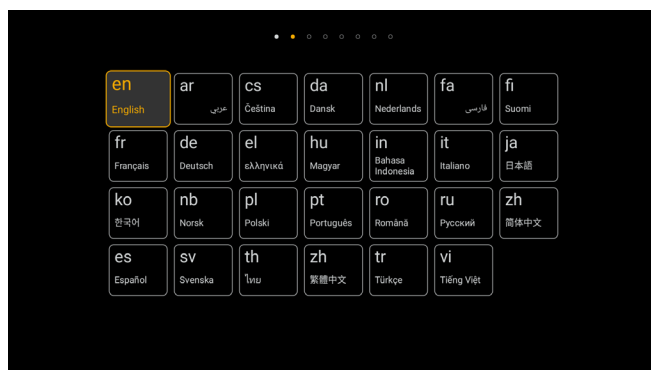 en
English
ar
عربي
cs
Čeština
da
Dansk
nl
Nederlands
fa
فارسی
fi
Suomi
fr
Français
de
Deutsch
el
ελληνικά
hu
Magyar
in
Bahasa
Indonesia
it
Italiano
ja
日本語
ko
한국어
nb
Norsk
pl
Polski
pt
Português
ro
Română
ru
Русский
zh
简体中文
es
Español
sv
Svenska
th
ไทย
zh
繁體中文
tr
Türkçe
vi
Tiếng Việt